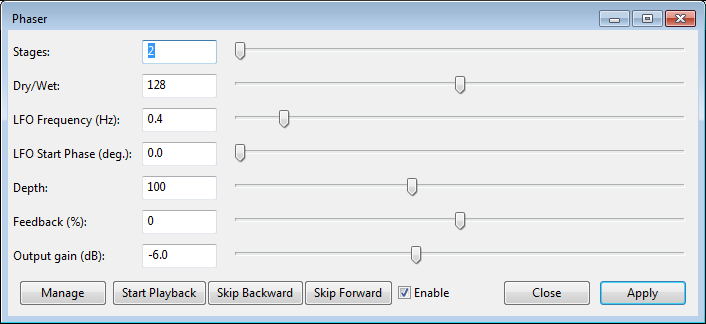 Phaser
Stages: 2
Dry/Wet: 128
LFO Frequency (Hz): 0.4
LFO Start Phase (deg.): 0.0
Depth: 100
Feedback (%): 0
Output gain (dB): -6.0
Manage Start Playback Skip Backward Skip Forward Enable Close Apply